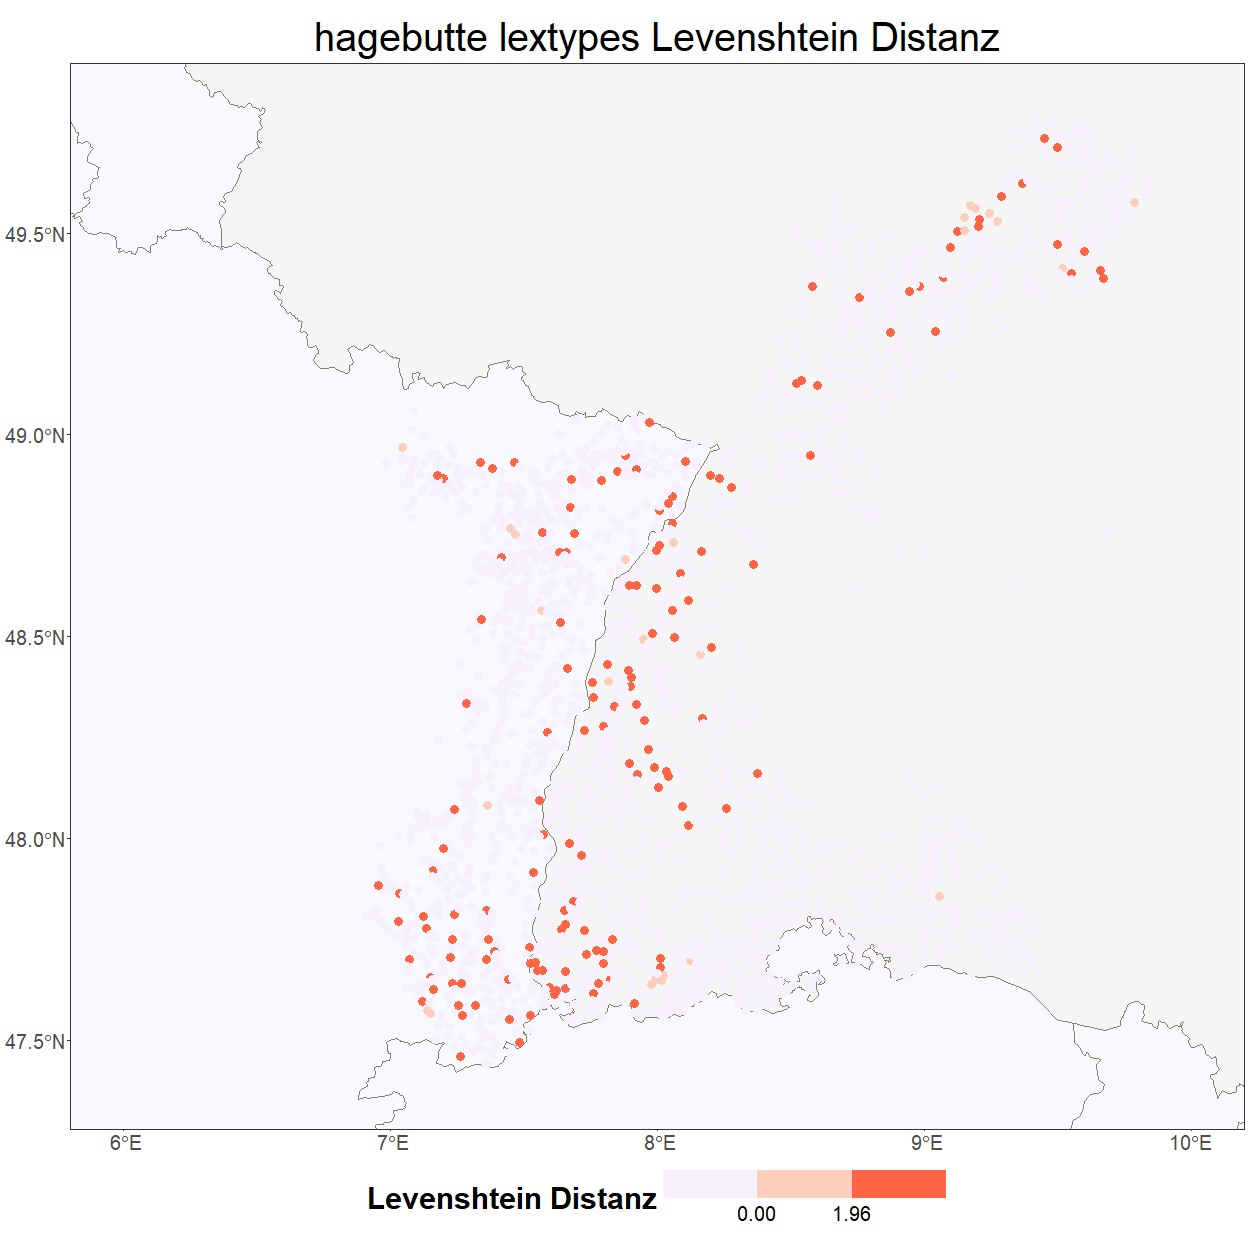 hagebutte lextypes Levenshtein Distanz
49.5°N
49.0°N
48.5°N
48.0°N
47.5°N
6°E 7°E 8°E 9°E 10°E
Levenshtein Distanz
0.00 1.96